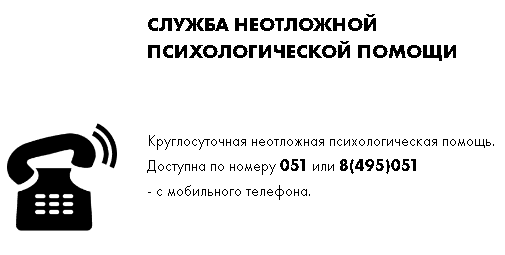 СЛУЖБА НЕОТЛОЖНОЙ
ПСИХОЛОГИЧЕСКОЙ ПОМОЩИ
Круглосуточная неотложная психологическая помощь.
Доступна по номеру 051 или 8(495)051
- с мобильного телефона.